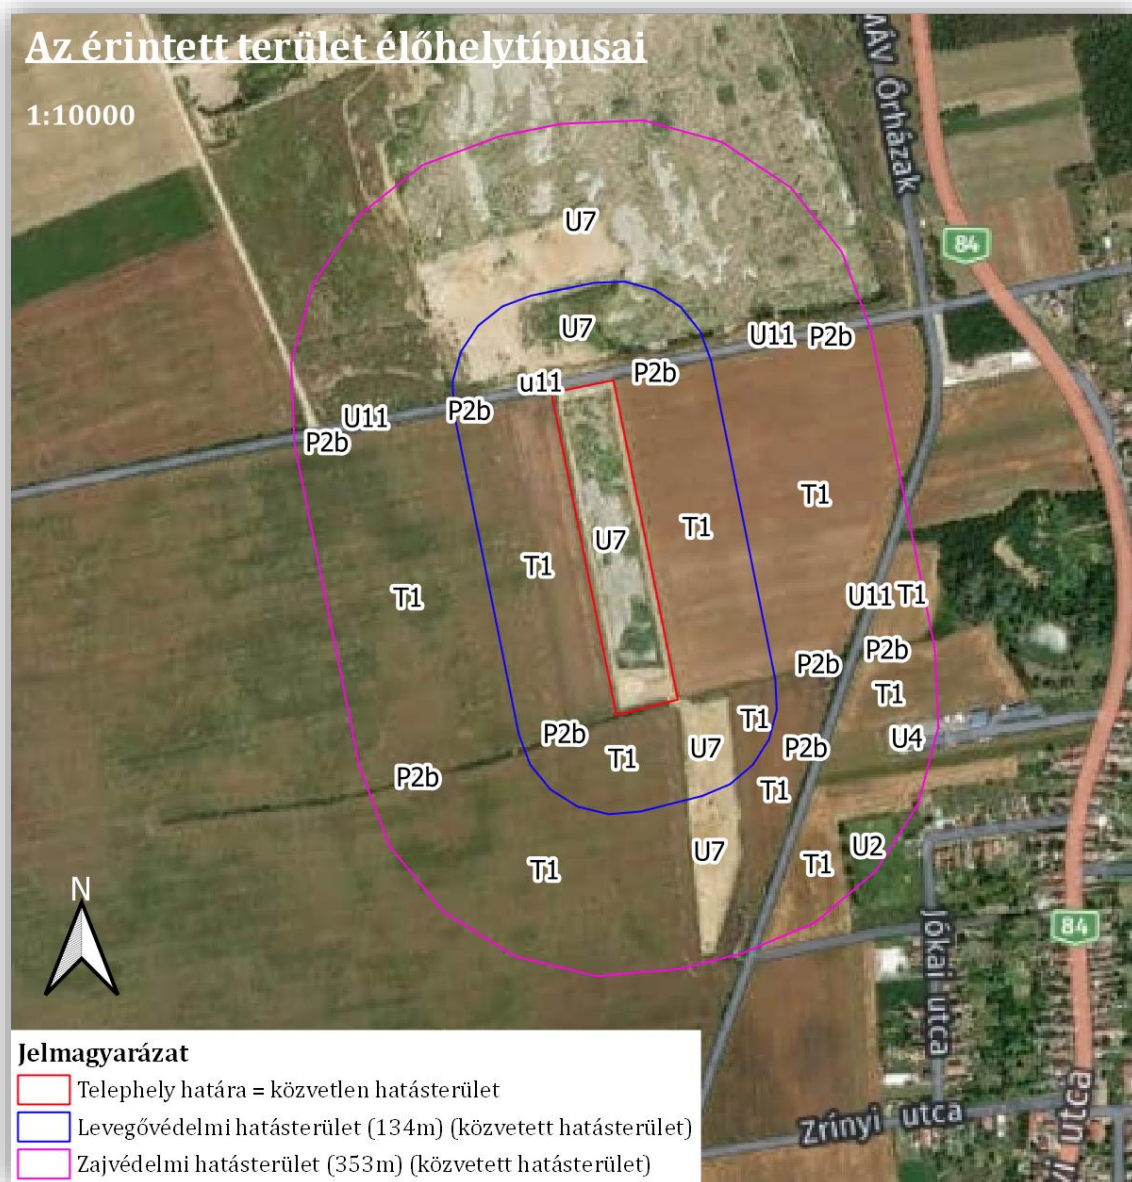 Az érintett terület élőhelytípusai
1:10000
MÁV Őrházak
84
U7
U7
U11 P2b
P2b
u11
P2b
U11
P2b
T1
T1
U7
T1
T1
U11 T1
P2b
P2b
T1
T1
P2b
U7
P2b
U4
T1
P2b
T1
U2
U7
T1
T1
N
84
Jókai utca
Zrínyi utca
vi utca
Jelmagyarázat
Telephely határa = közvetlen hatásterület
Levegővédelmi hatásterület (134m) (közvetett hatásterület)
Zajvédelmi hatásterület (353m) (közvetett hatásterület)